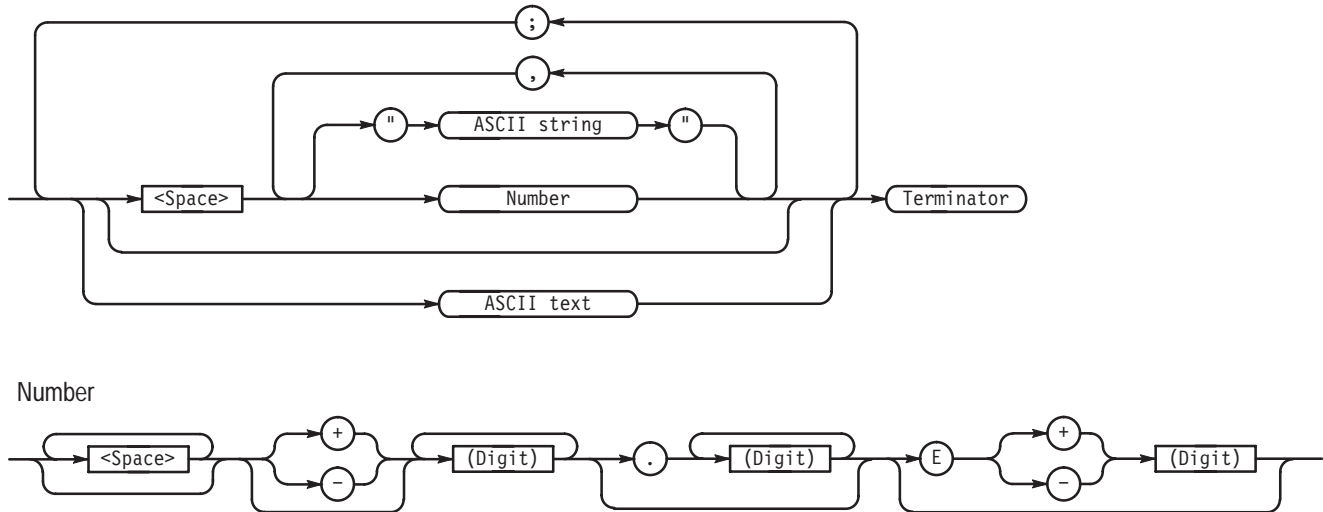 ;
,
" ASCII string "
<Space> Number Terminator
ASCII text
Number
+ +
<Space> (Digit) . (Digit) E (Digit)
- -